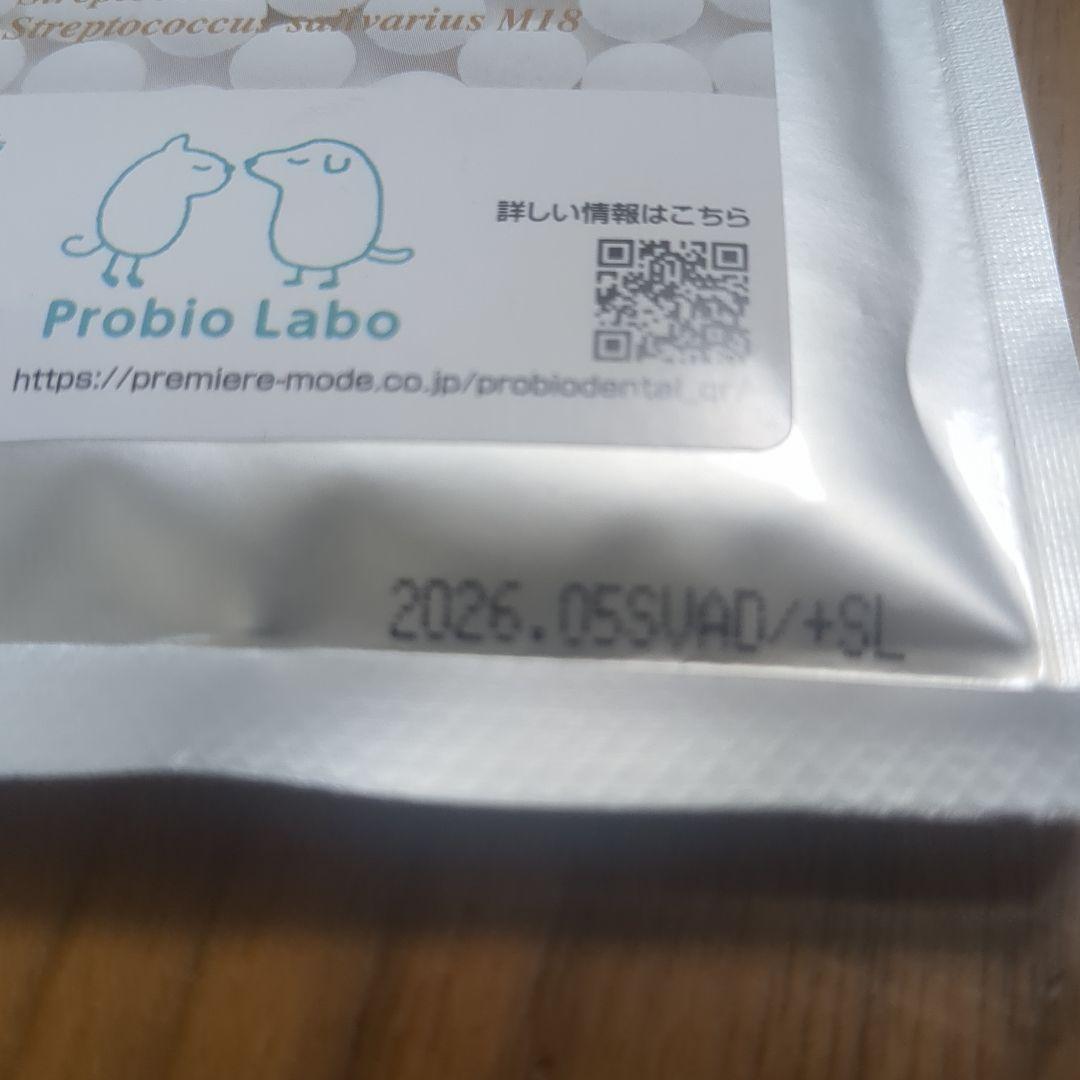 Streptococcus salivarius M18
詳しい情報はこちら
Probio Labo
https://premiere-mode.co.jp/probiodental_qr/
2026.05SVAD/+SL